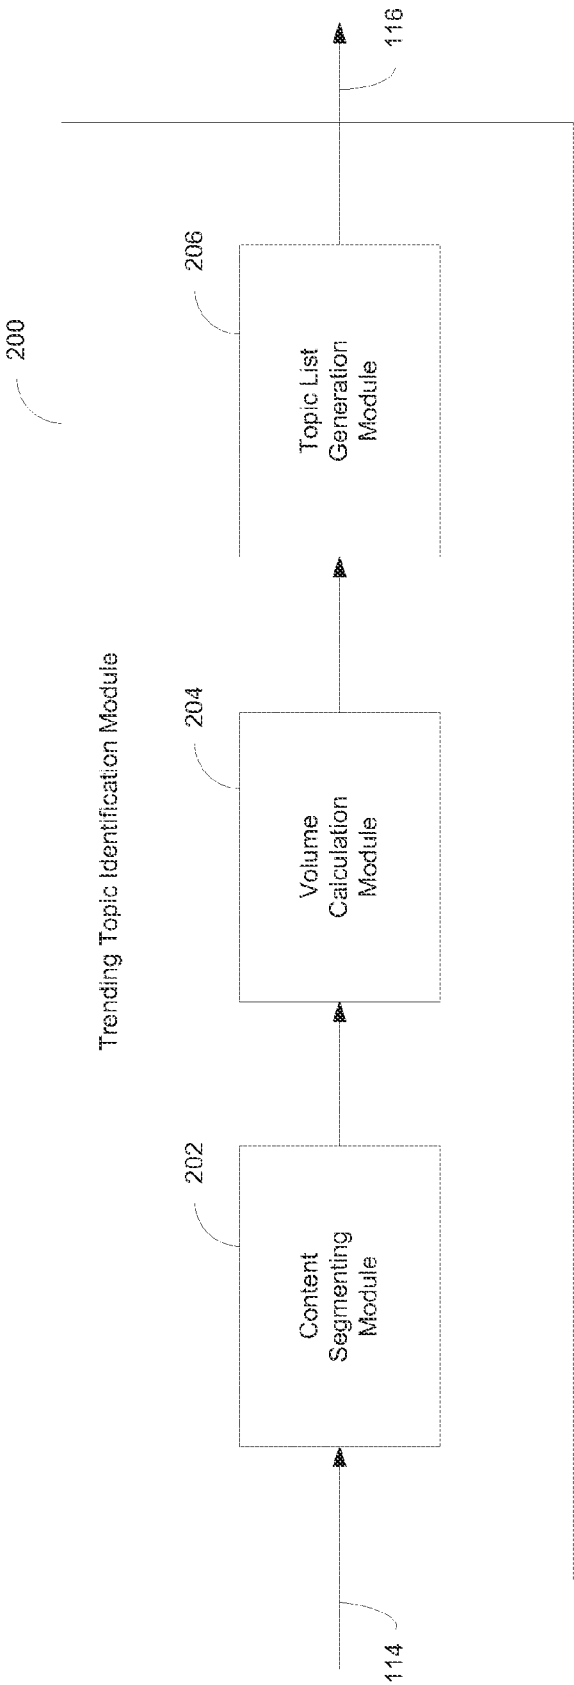 200
Trending Topic Identification Module
202
204
206
Content
Segmenting
Module
Volume
Calculation
Module
Topic List
Generation
Module
114
116